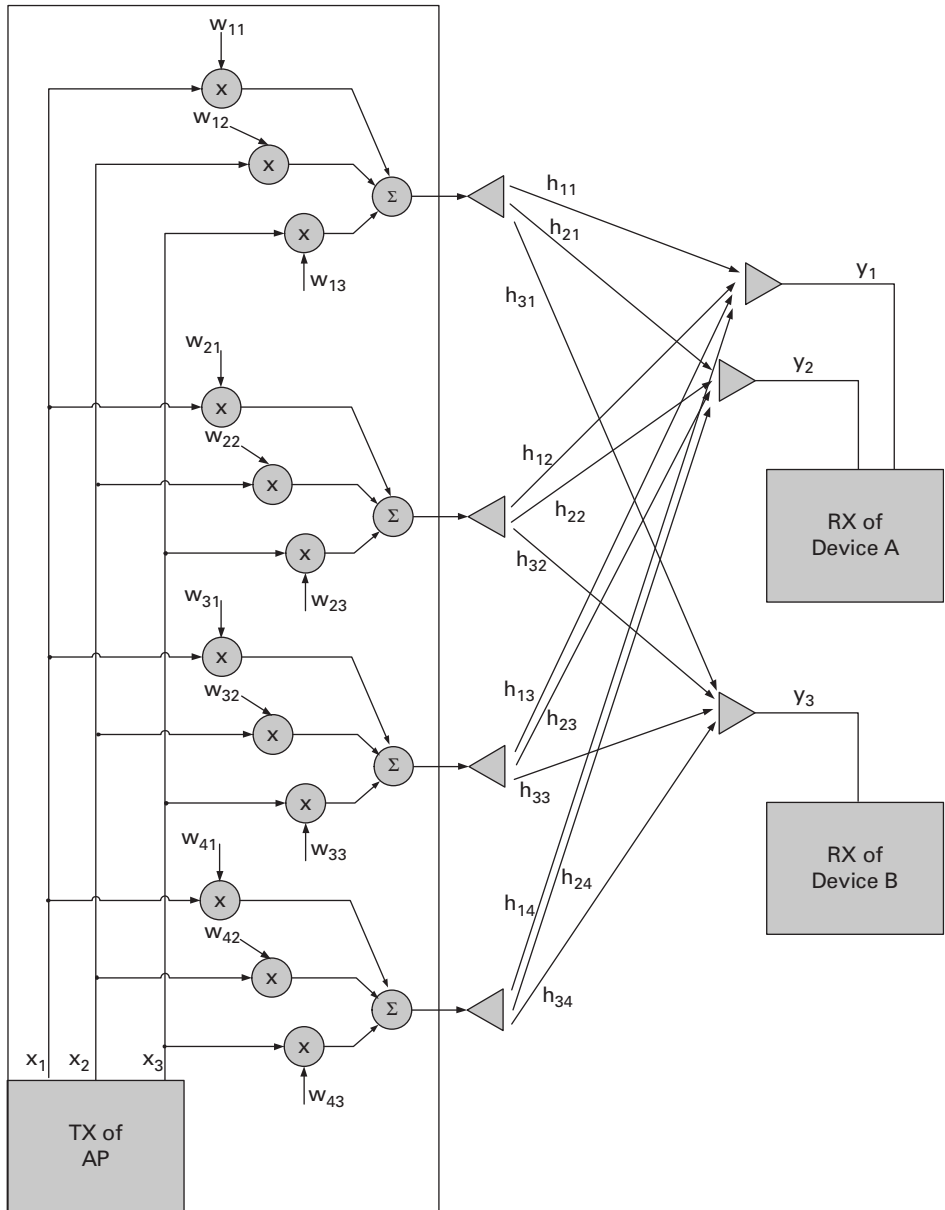 w11
x
w12
x
Σ
x
w13
h11
h21
h31
y1
w21
x
w22
x
Σ
x
w23
y2
h12
h22
h32
RX of
Device A
w31
x
w32
x
Σ
x
w33
h13
h23
h33
y3
w41
x
w42
x
Σ
x
w43
h14
h24
h34
RX of
Device B
x1
x2
x3
TX of
AP